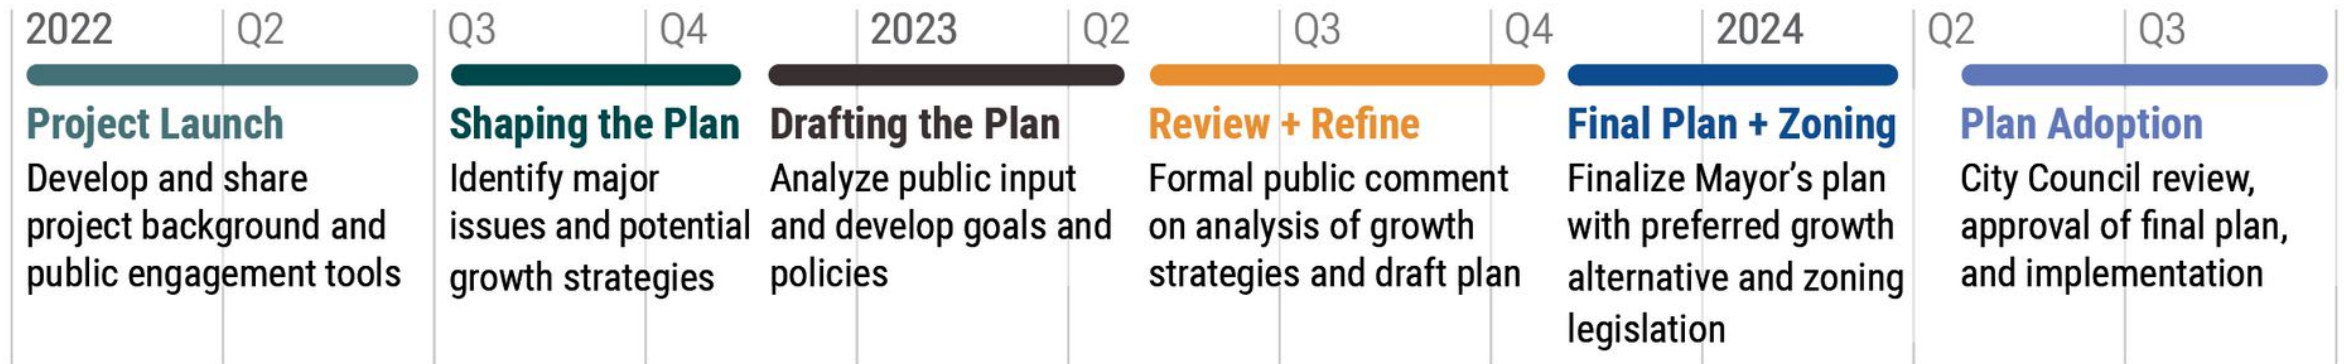 2022 Q2 Q3 Q4 2023 Q2 Q3 Q4 2024 Q2 Q3
Project Launch
Develop and share
project background and
public engagement tools
Shaping the Plan
Identify major
issues and potential
growth strategies
Drafting the Plan
Analyze public input
and develop goals and
policies
Review + Refine
Formal public comment
on analysis of growth
strategies and draft plan
Final Plan + Zoning
Finalize Mayor’s plan
with preferred growth
alternative and zoning
legislation
Plan Adoption
City Council review,
approval of final plan,
and implementation